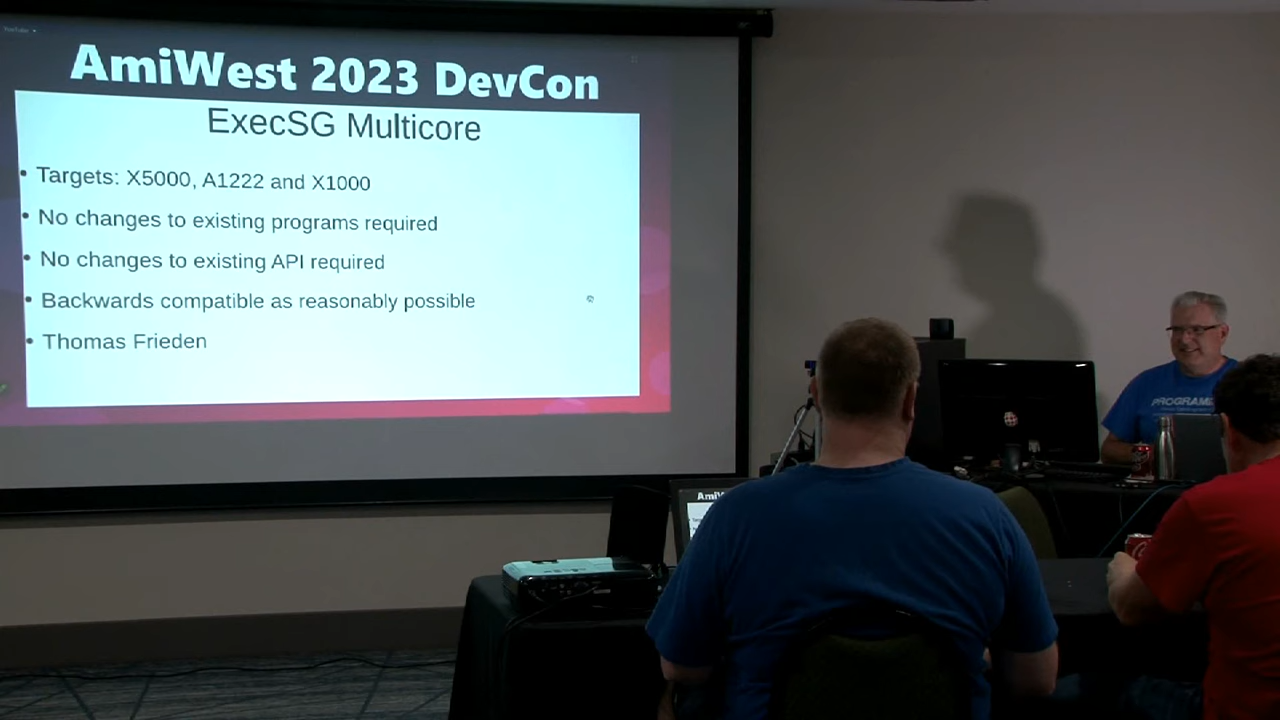 YouTube
AmiWest 2023 DevCon
ExecSG Multicore
• Targets: X5000, A1222 and X1000
• No changes to existing programs required
• No changes to existing API required
• Backwards compatible as reasonably possible
• Thomas Frieden